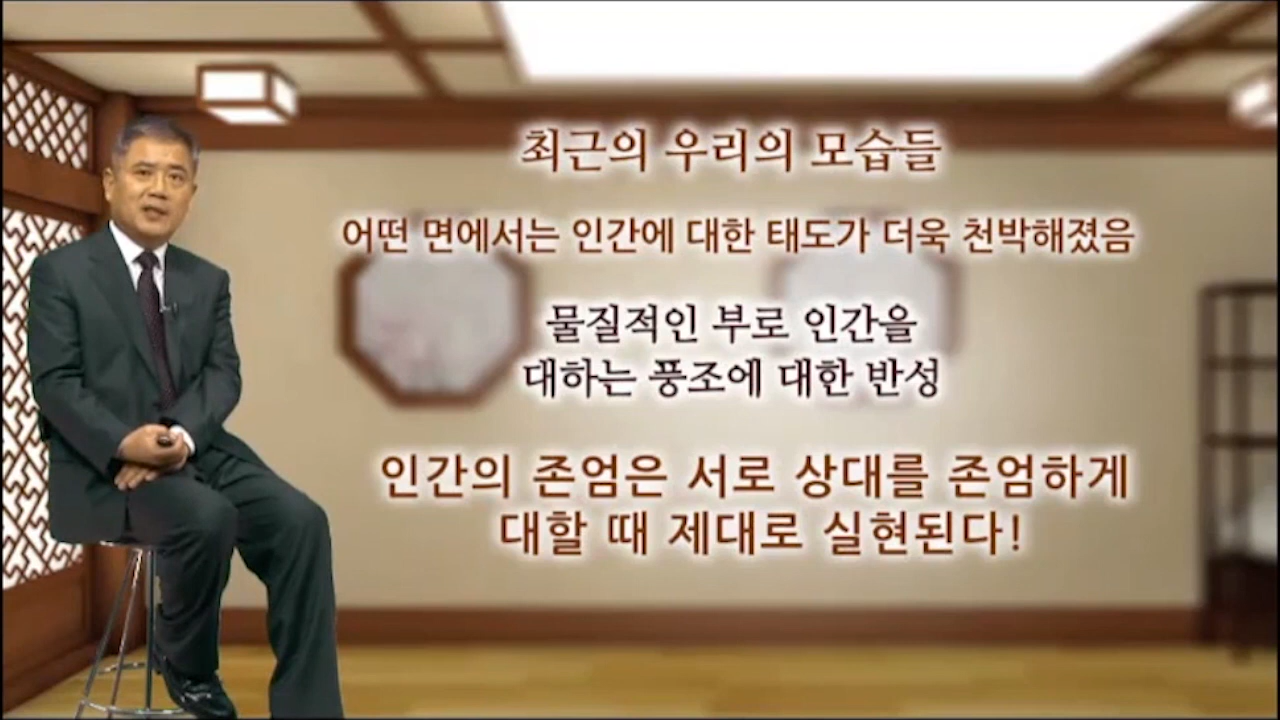 최근의 우리의 모습들
어떤 면에서는 인간에 대한 태도가 더욱 천박해졌음
물질적인 부로 인간을
대하는 풍조에 대한 반성
인간의 존엄은 서로 상대를 존엄하게
대할 때 제대로 실현된다!